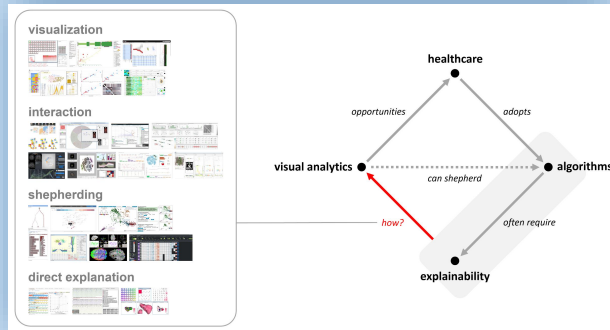 visualization
interaction
shepherding
direct explanation
healthcare
opportunities
adopts
visual analytics
can shepherd
algorithms
how?
often require
explainability